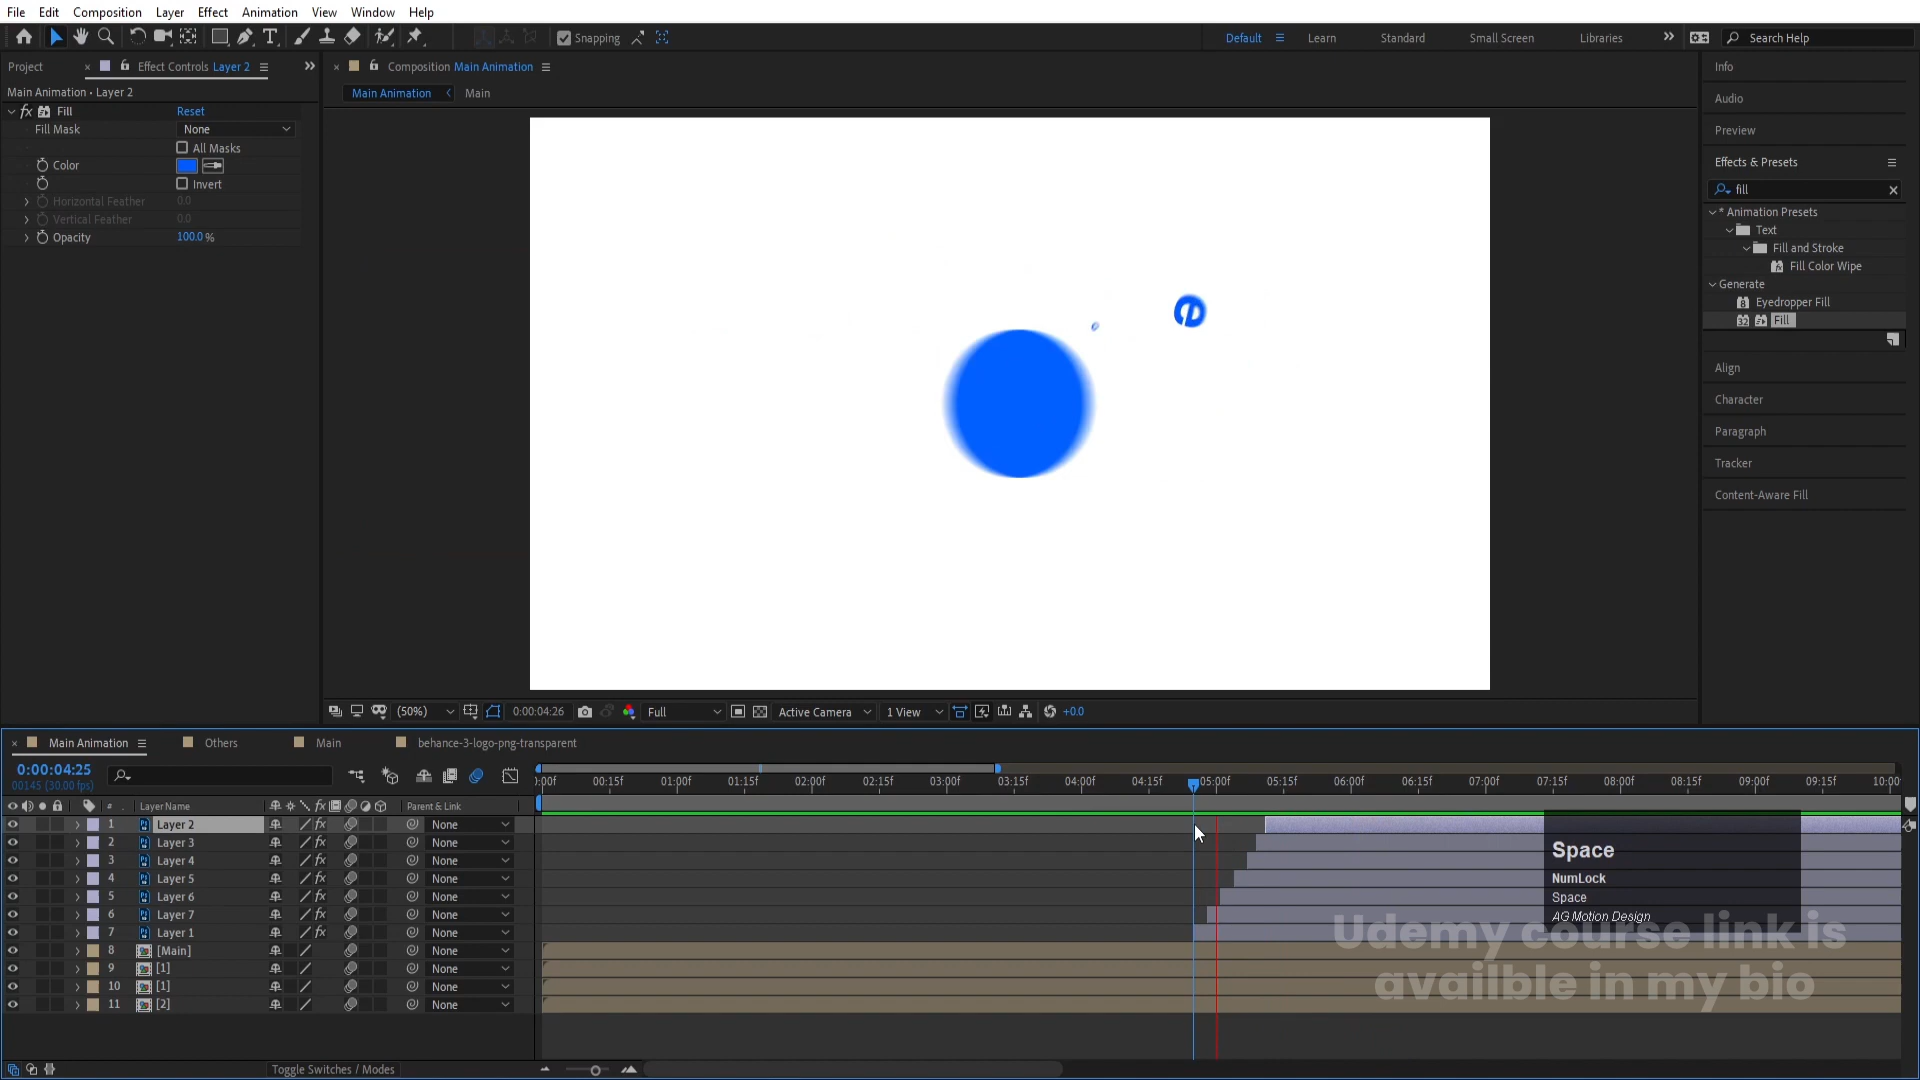 File Edit Composition Layer Effect Animation View Window Help
Snapping Default Learn Standard Small Screen Libraries Search Help
Project Effect Controls Layer 2 Composition Main Animation Info
Main Animation • Layer 2 Main Animation Main Audio
fx Fill Reset
Fill Mask None Preview
All Masks
Color Effects & Presets
Invert fill
Horizontal Feather 0.0
Vertical Feather 0.0
Opacity 100.0 %
* Animation Presets
Text
Fill and Stroke
Fill Color Wipe
Generate
Eyedropper Fill
Fill
Align
Character
Paragraph
Tracker
Content-Aware Fill
e
(50%) 0:00:04:26 Full Active Camera 1 View +0.0
Main Animation Others Main behance-3-logo-png-transparent
0:00:04:25
00145 (30.00 fps)
:00f 00:15f 01:00f 01:15f 02:00f 02:15f 03:00f 03:15f 04:00f 04:15f 05:00f 05:15f 06:00f 06:15f 07:00f 07:15f 08:00f 08:15f 09:00f 09:15f 10:00
# Layer Name fx Parent & Link
1 Layer 2 fx None
2 Layer 3 fx None
3 Layer 4 fx None
4 Layer 5 fx None
5 Layer 6 fx None
6 Layer 7 fx None
7 Layer 1 fx None
8 [Main] None
9 [1] None
10 [1] None
11 [2] None
Space
NumLock
Space
AG Motion Design
Udemy course link is
availble in my bio
Toggle Switches / Modes